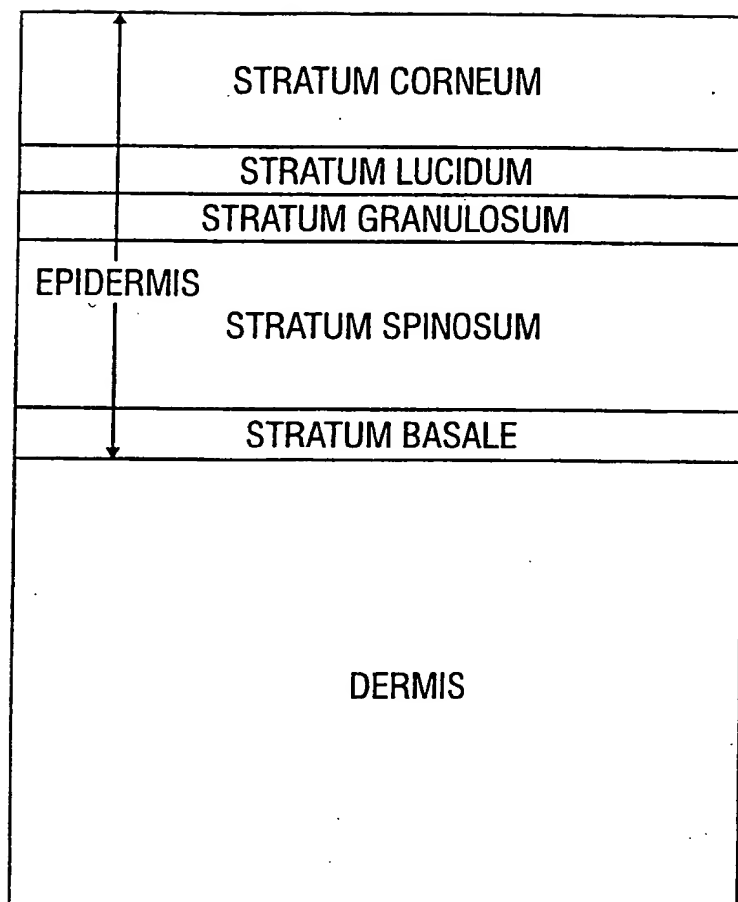 STRATUM CORNEUM
STRATUM LUCIDUM
STRATUM GRANULOSUM
EPIDERMIS
STRATUM SPINOSUM
STRATUM BASALE
DERMIS